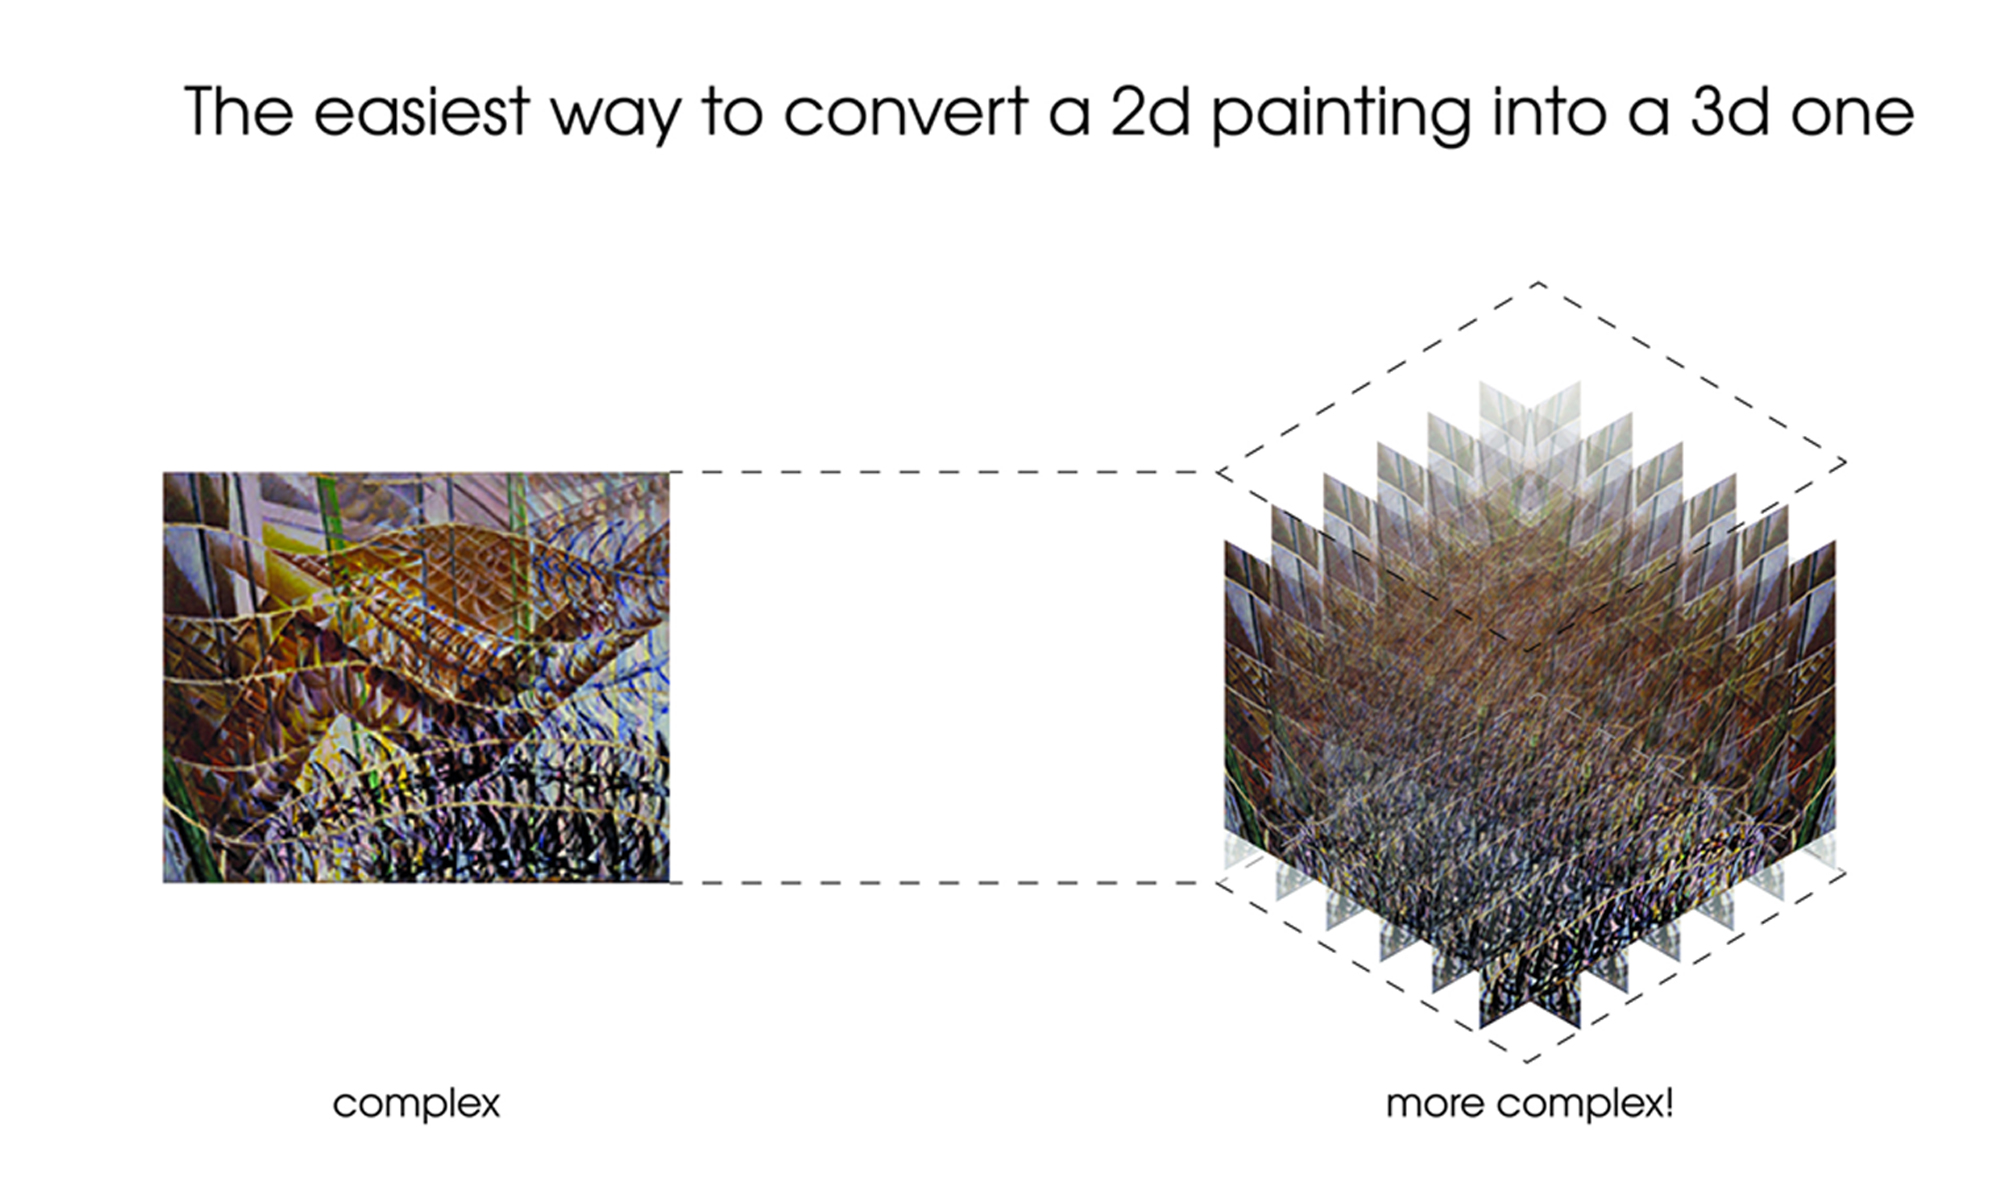 The easiest way to convert a 2d painting into a 3d one
complex
more complex!